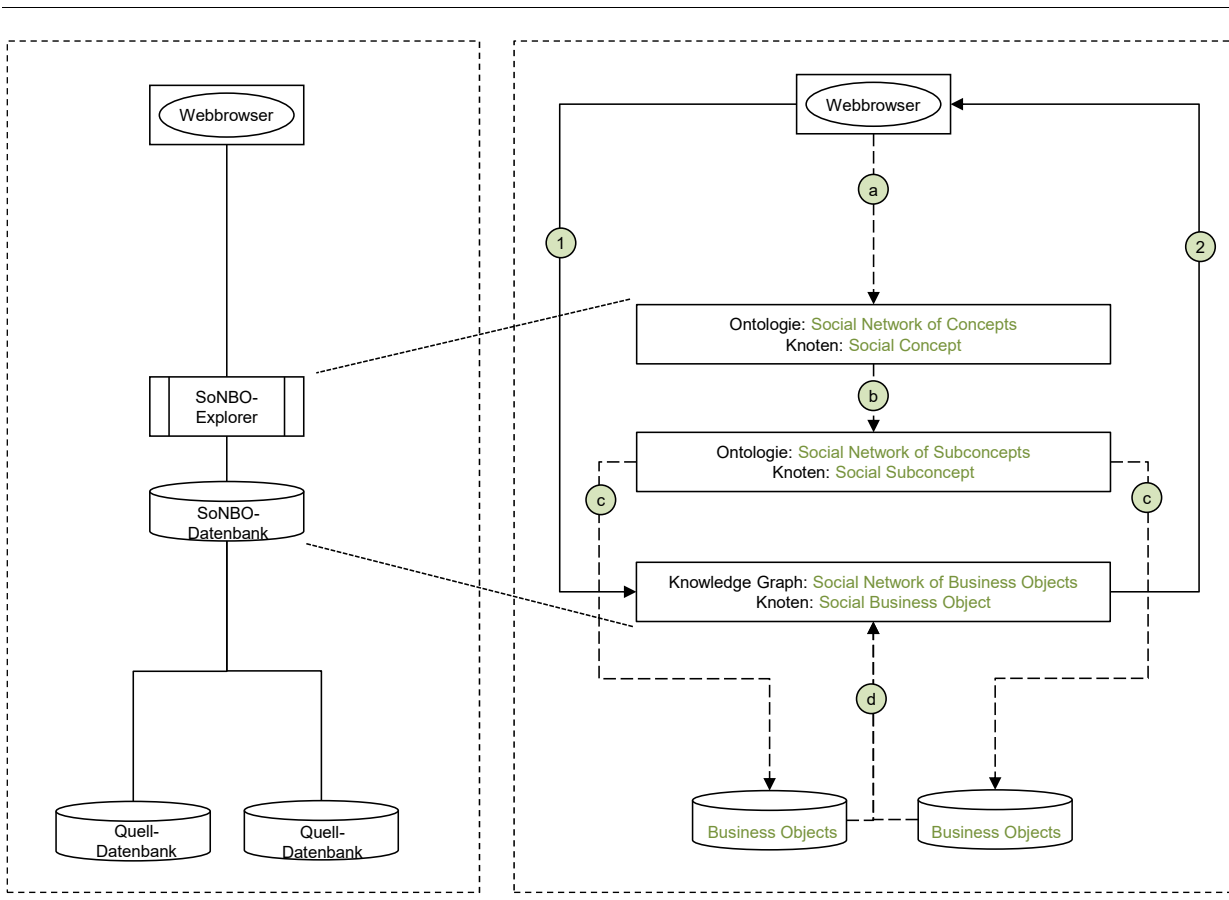 Webbrowser
SoNBO-
Explorer
SoNBO-
Datenbank
Quell-
Datenbank
Quell-
Datenbank
Webbrowser
a
1
2
Ontologie: Social Network of Concepts
Knoten: Social Concept
b
Ontologie: Social Network of Subconcepts
Knoten: Social Subconcept
c
c
Knowledge Graph: Social Network of Business Objects
Knoten: Social Business Object
d
Business Objects
Business Objects